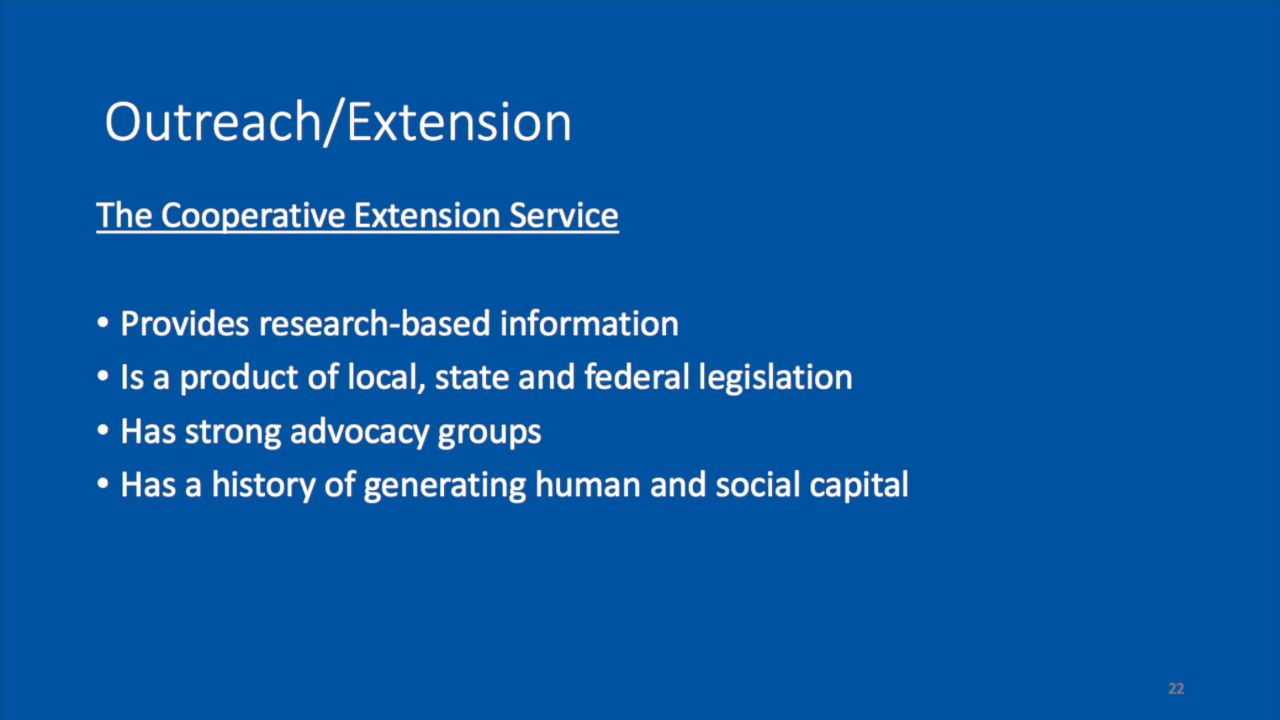 Outreach/Extension
The Cooperative Extension Service
• Provides research-based information
• Is a product of local, state and federal legislation
• Has strong advocacy groups
• Has a history of generating human and social capital
22